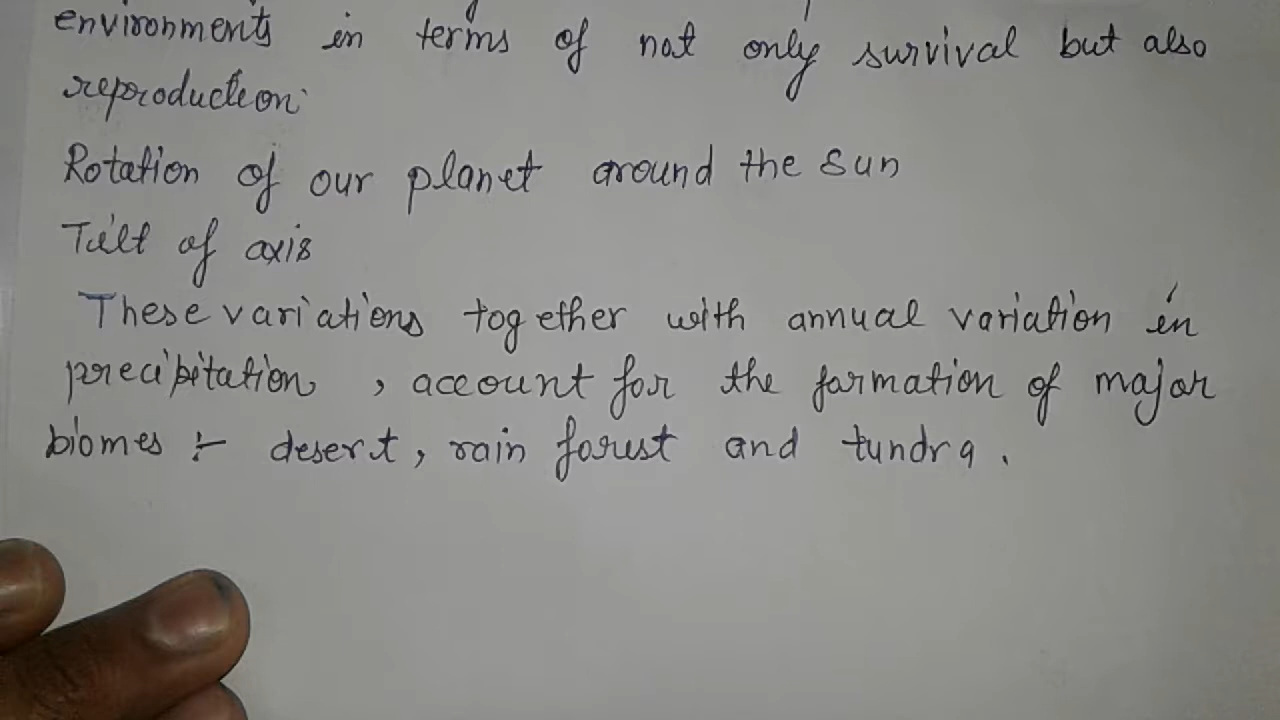 environments in terms of not only survival but also
reproduction.
Rotation of our planet around the sun
Tilt of axis
These variations together with annual variation in
precipitation, account for the formation of major
biomes :- desert, rain forest and tundra.